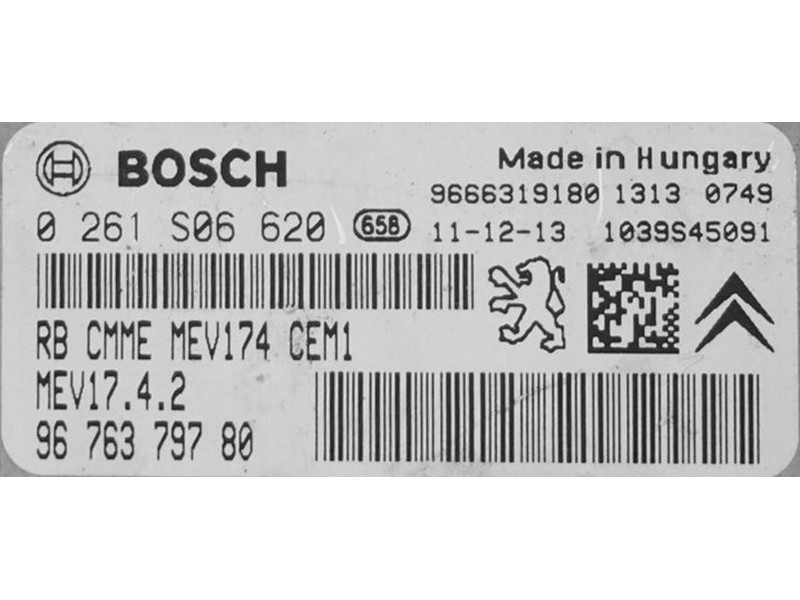 BOSCH
Made in Hungary
9666319180 1313 0749
0 261 S06 620 658 11-12-13 1039S45091
RB CMME MEV174 CEM1
MEV17.4.2
96 763 797 80